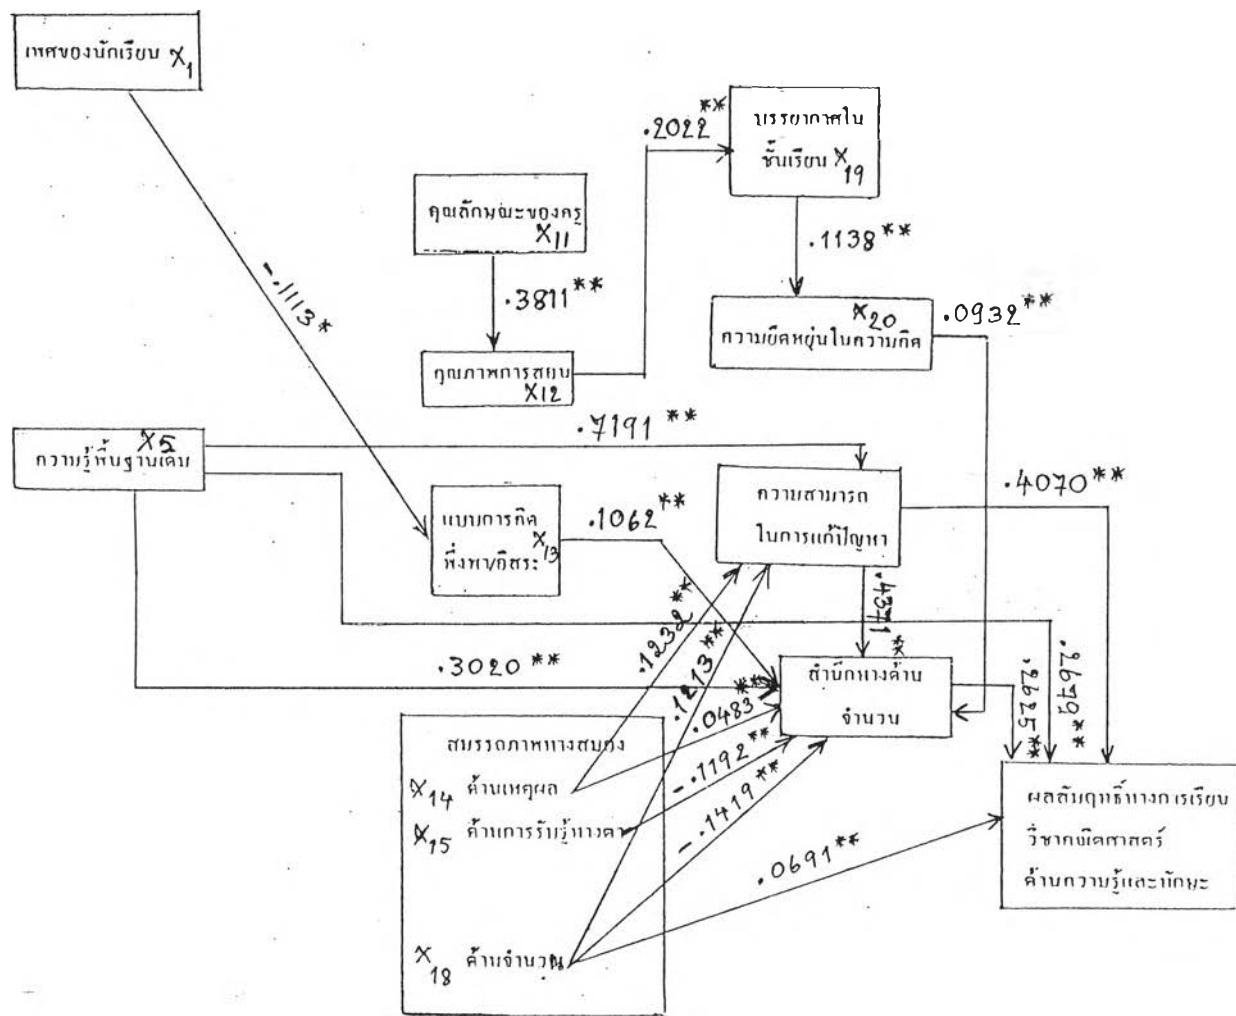 เพศของนักเรียน X1
บรรยากาศใน
ชั้นเรียน X19
.2022**
คุณลักษณะของครู
X11
.1138**
-.1113*
.3811**
X20
ความยืดหยุ่นในความคิด
.0932**
คุณภาพการสอน
X12
.7191**
X5
ความรู้พื้นฐานเดิม
ความสามารถ
ในการแก้ปัญหา
.4070**
แบบการคิด
พึ่งพา/อิสระ X13
.1062**
.1232**
.4371**
.1213**
.3020**
สำนึกทางด้าน
จำนวน
.0483**
.2625**
.2679**
-.1192**
-.1419**
สมรรถภาพทางสมอง
X14 ด้านเหตุผล
X15 ด้านการรับรู้ทางตา
X18 ด้านจำนวน
.0691**
ผลสัมฤทธิ์ทางการเรียน
วิชาคณิตศาสตร์
ด้านความรู้และทักษะ